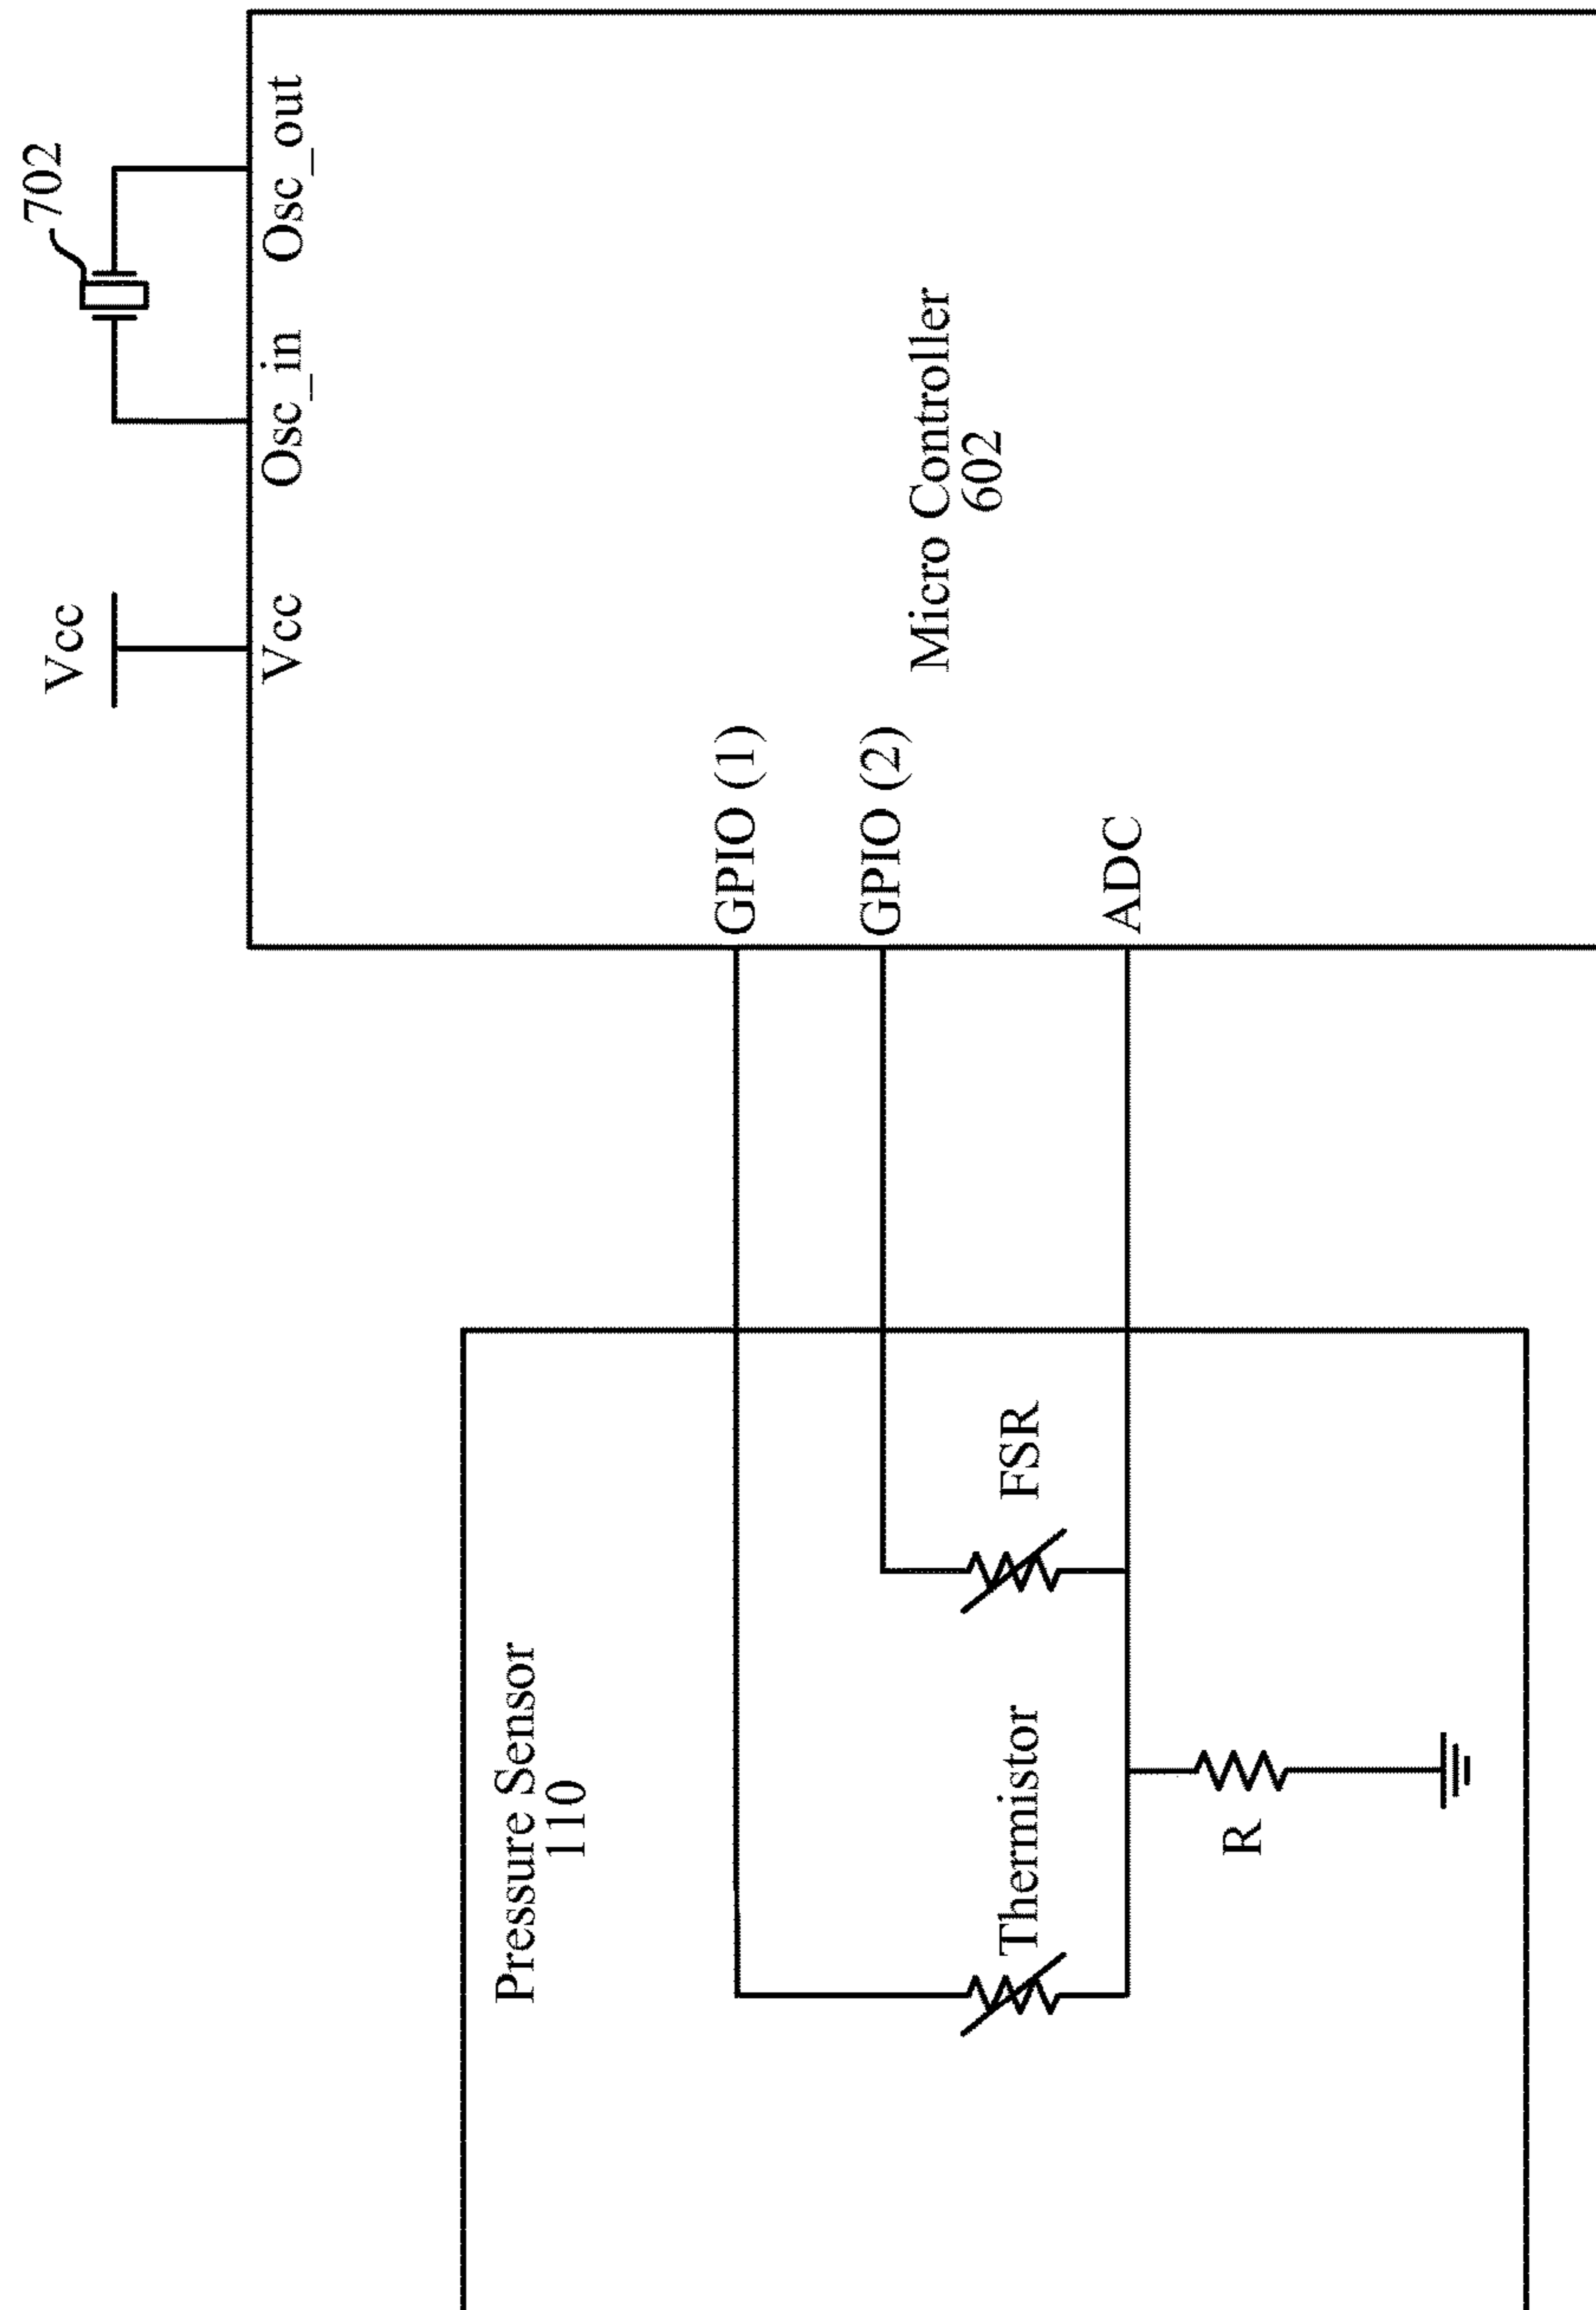 Vcc
702
Vcc
Osc_in
Osc_out
Pressure Sensor
110
GPIO (1)
GPIO (2)
Micro Controller
602
Thermistor
FSR
ADC
R